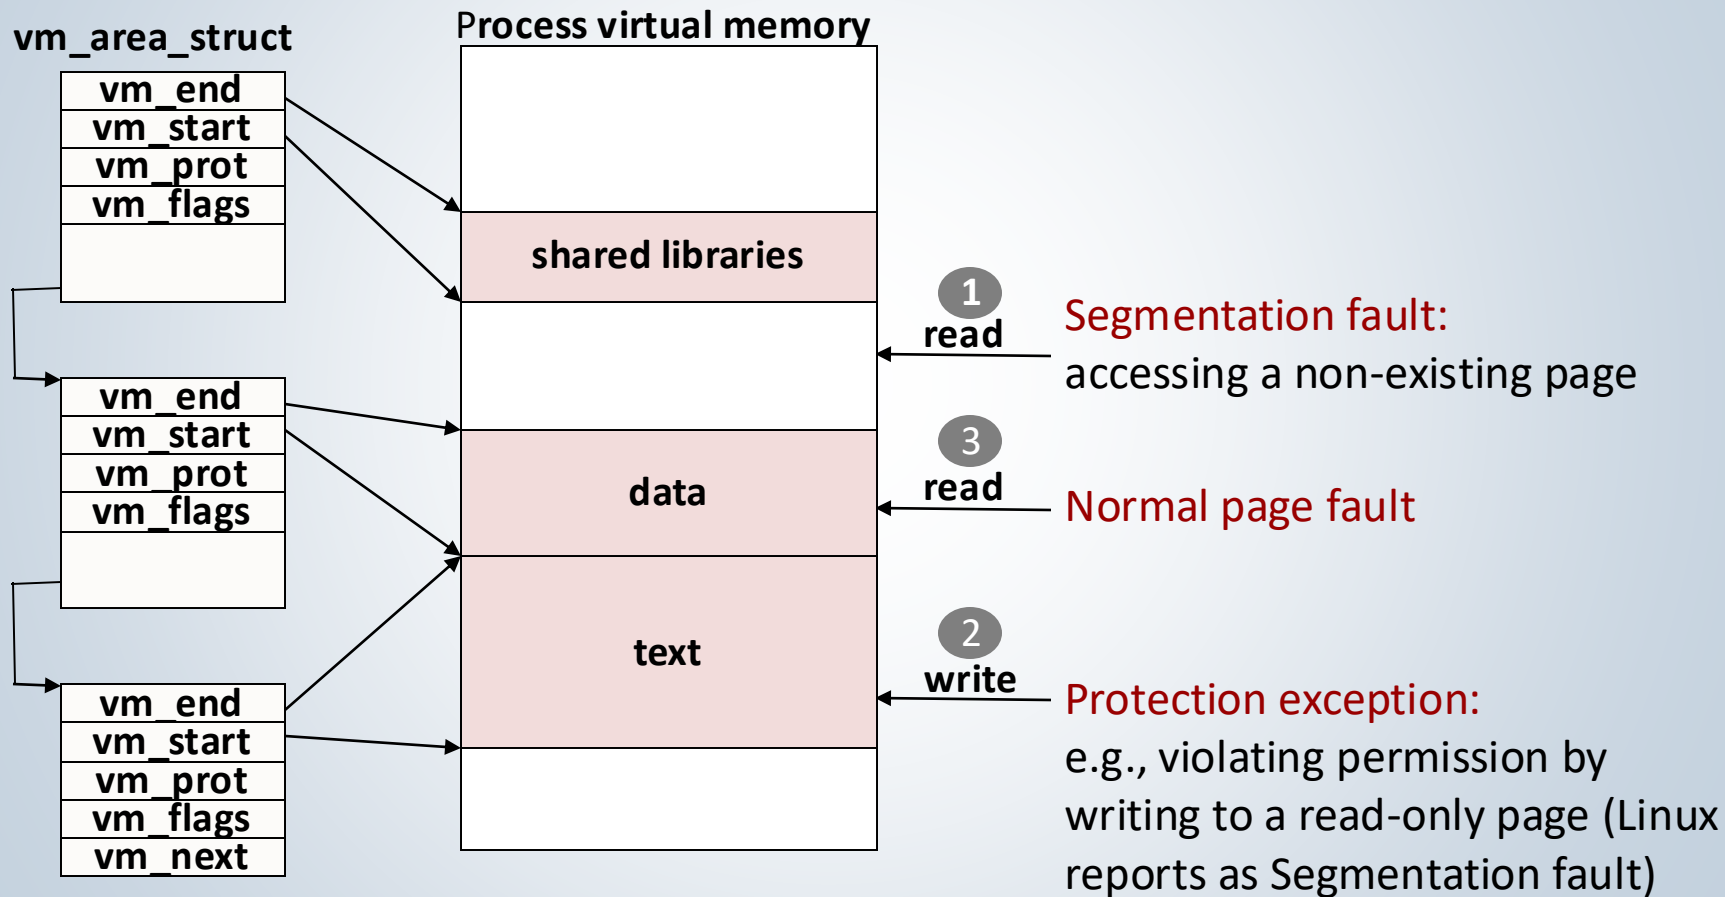 vm_area_struct
vm_end
vm_start
vm_prot
vm_flags
vm_end
vm_start
vm_prot
vm_flags
vm_end
vm_start
vm_prot
vm_flags
vm_next
Process virtual memory
shared libraries
data
text
1
read
Segmentation fault:
accessing a non-existing page
3
read
Normal page fault
2
write
Protection exception:
e.g., violating permission by
writing to a read-only page (Linux
reports as Segmentation fault)